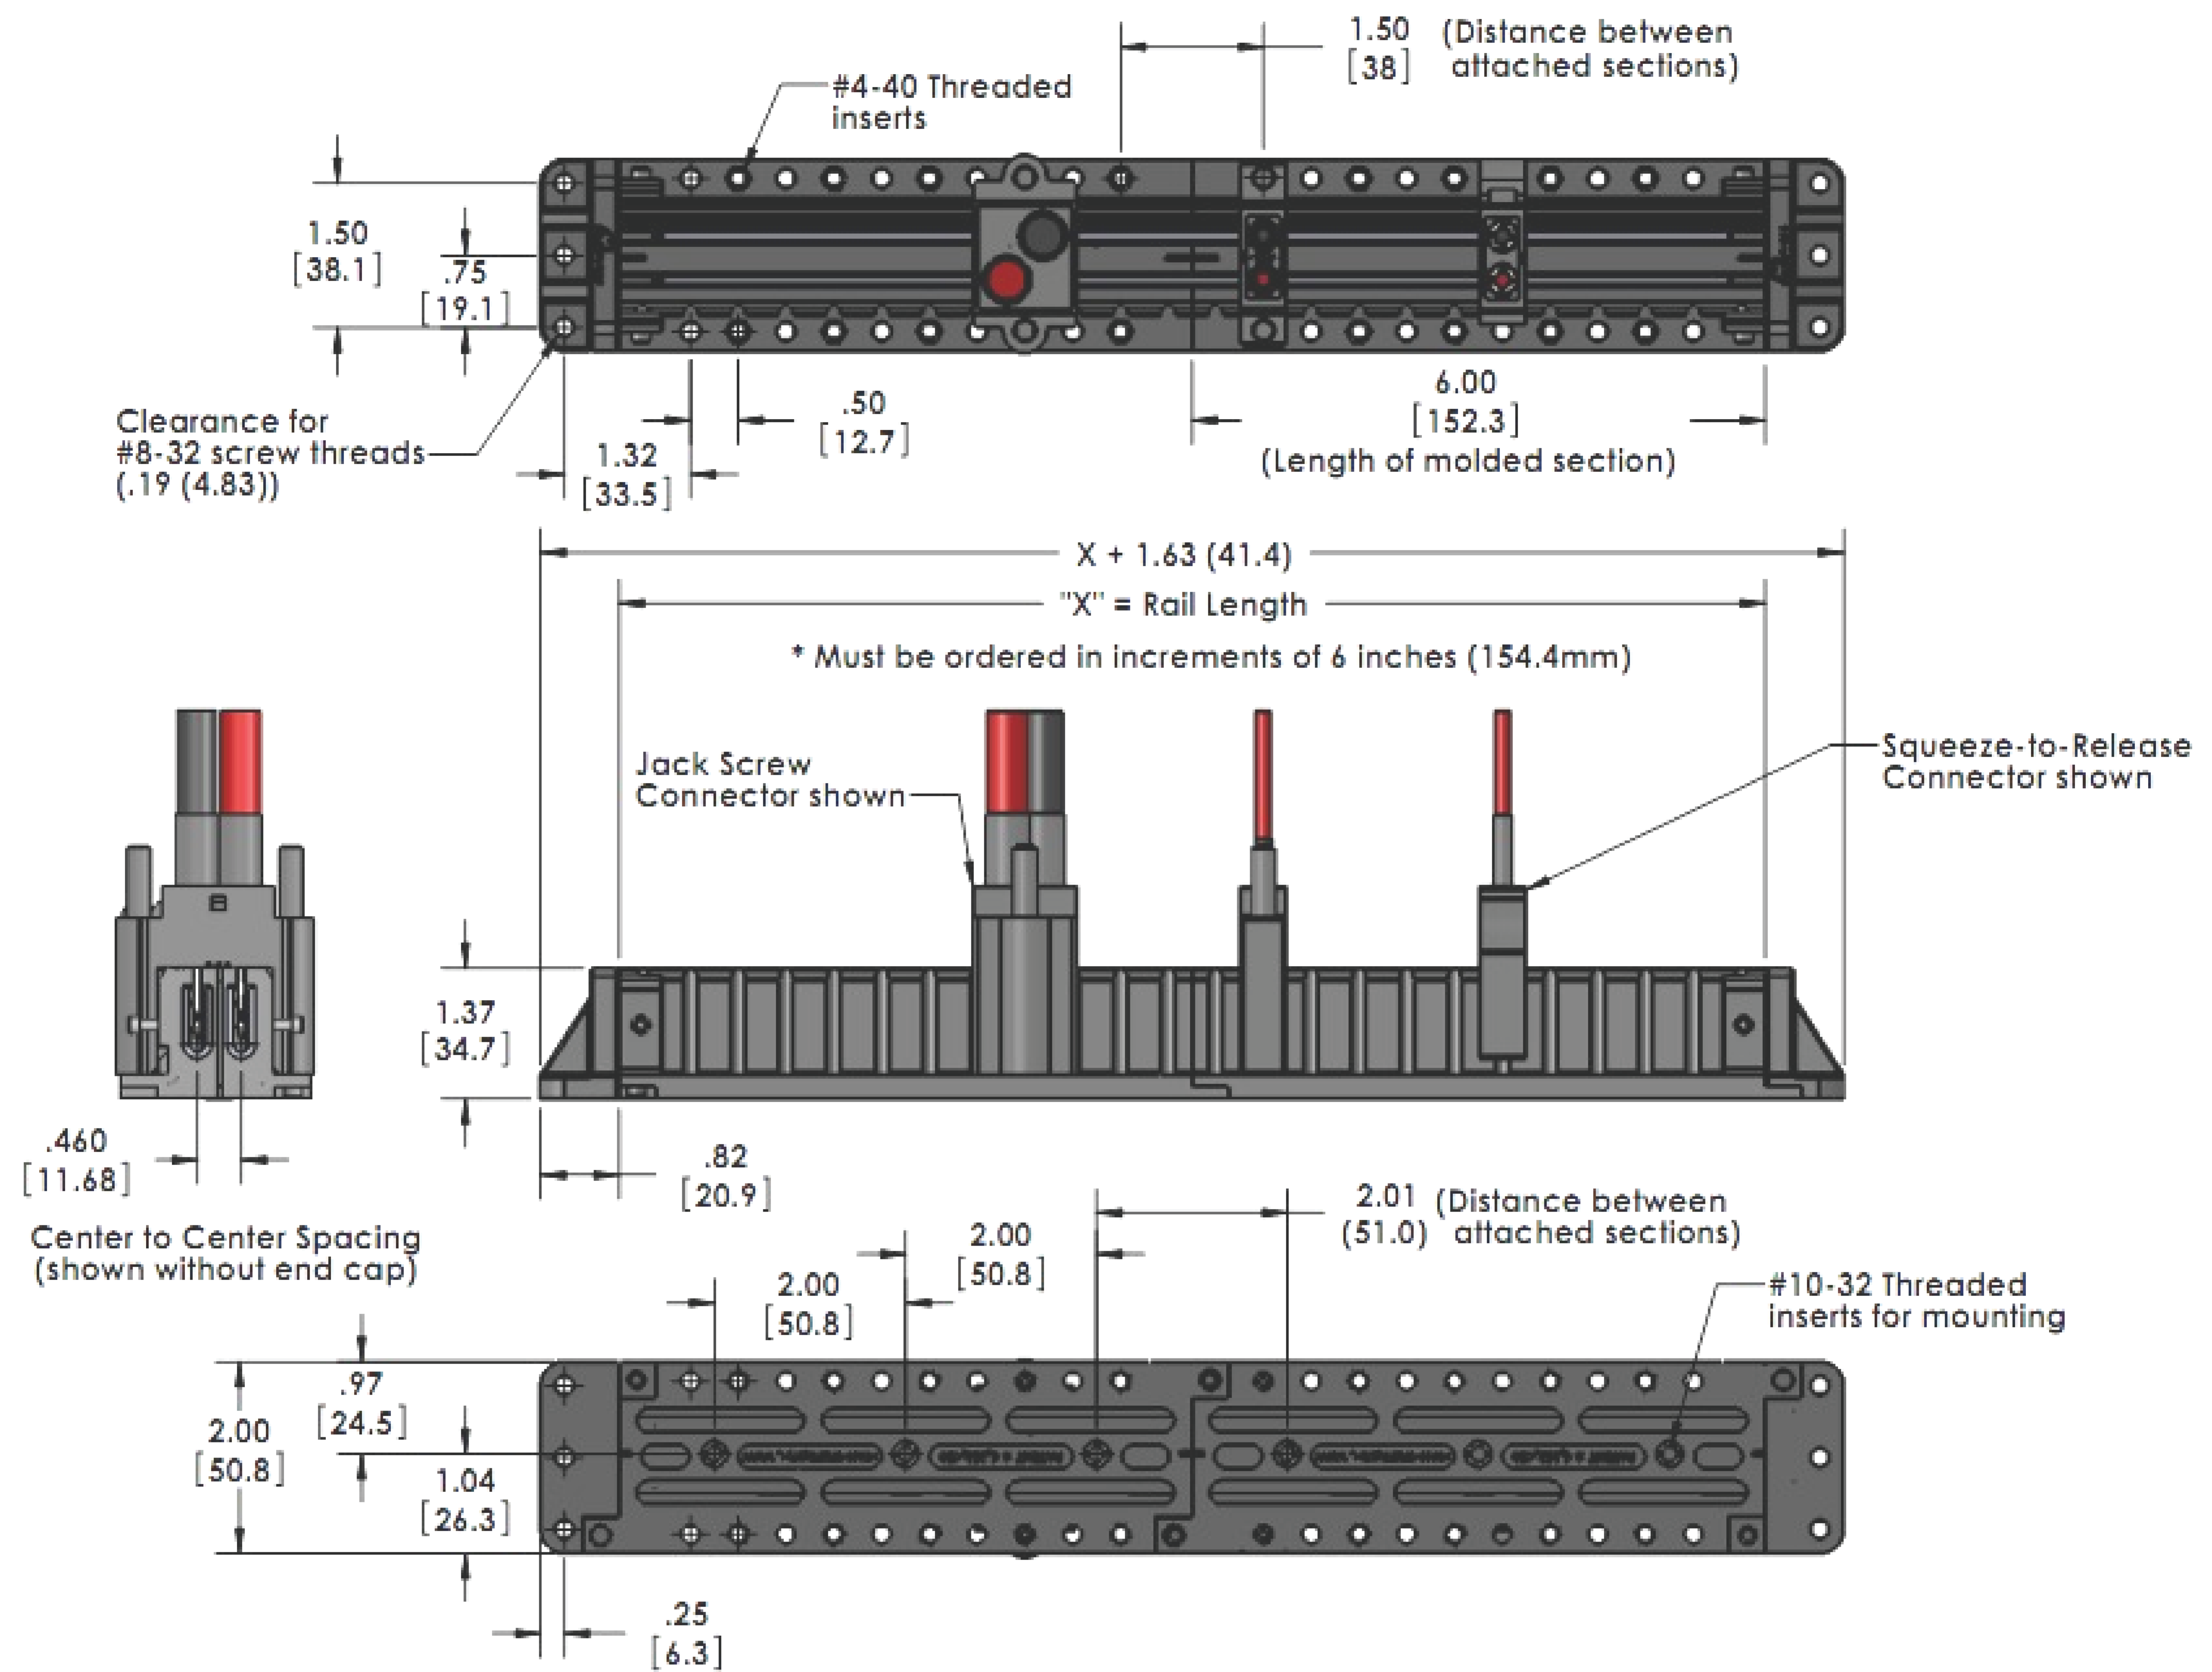 1.50 (Distance between
[38] attached sections)
#4-40 Threaded
inserts
1.50
[38.1]
.75
[19.1]
Clearance for
#8-32 screw threads
(.19 (4.83))
.50
[12.7]
1.32
[33.5]
6.00
[152.3]
(Length of molded section)
X + 1.63 (41.4)
"X" = Rail Length
* Must be ordered in increments of 6 inches (154.4mm)
Jack Screw
Connector shown
Squeeze-to-Release
Connector shown
1.37
[34.7]
.460
[11.68]
.82
[20.9]
Center to Center Spacing
(shown without end cap)
2.00
[50.8]
2.00
[50.8]
2.01 (Distance between
(51.0) attached sections)
#10-32 Threaded
inserts for mounting
.97
[24.5]
2.00
[50.8]
1.04
[26.3]
.25
[6.3]